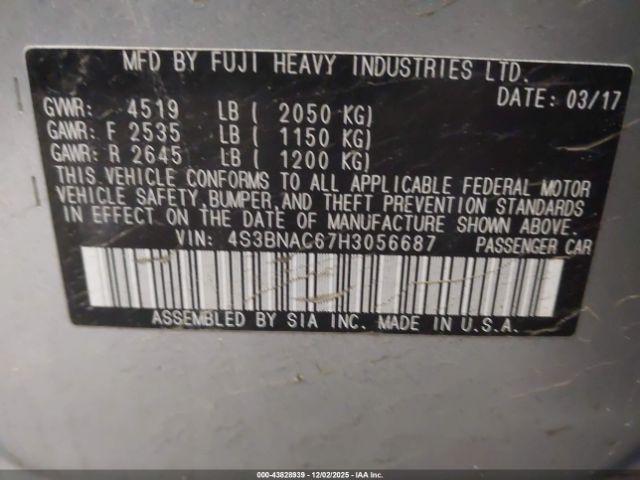 MFD BY FUJI HEAVY INDUSTRIES LTD.
DATE: 03/17
GVWR: 4519 LB ( 2050 KG)
GAWR: F 2535 LB ( 1150 KG)
GAWR: R 2645 LB ( 1200 KG)
THIS VEHICLE CONFORMS TO ALL APPLICABLE FEDERAL MOTOR
VEHICLE SAFETY, BUMPER, AND THEFT PREVENTION STANDARDS
IN EFFECT ON THE DATE OF MANUFACTURE SHOWN ABOVE.
VIN: 4S3BNAC67H3056687 PASSENGER CAR
ASSEMBLED BY SIA INC. MADE IN U.S.A.
000-43828939 • 12/02/2025 • IAA Inc.